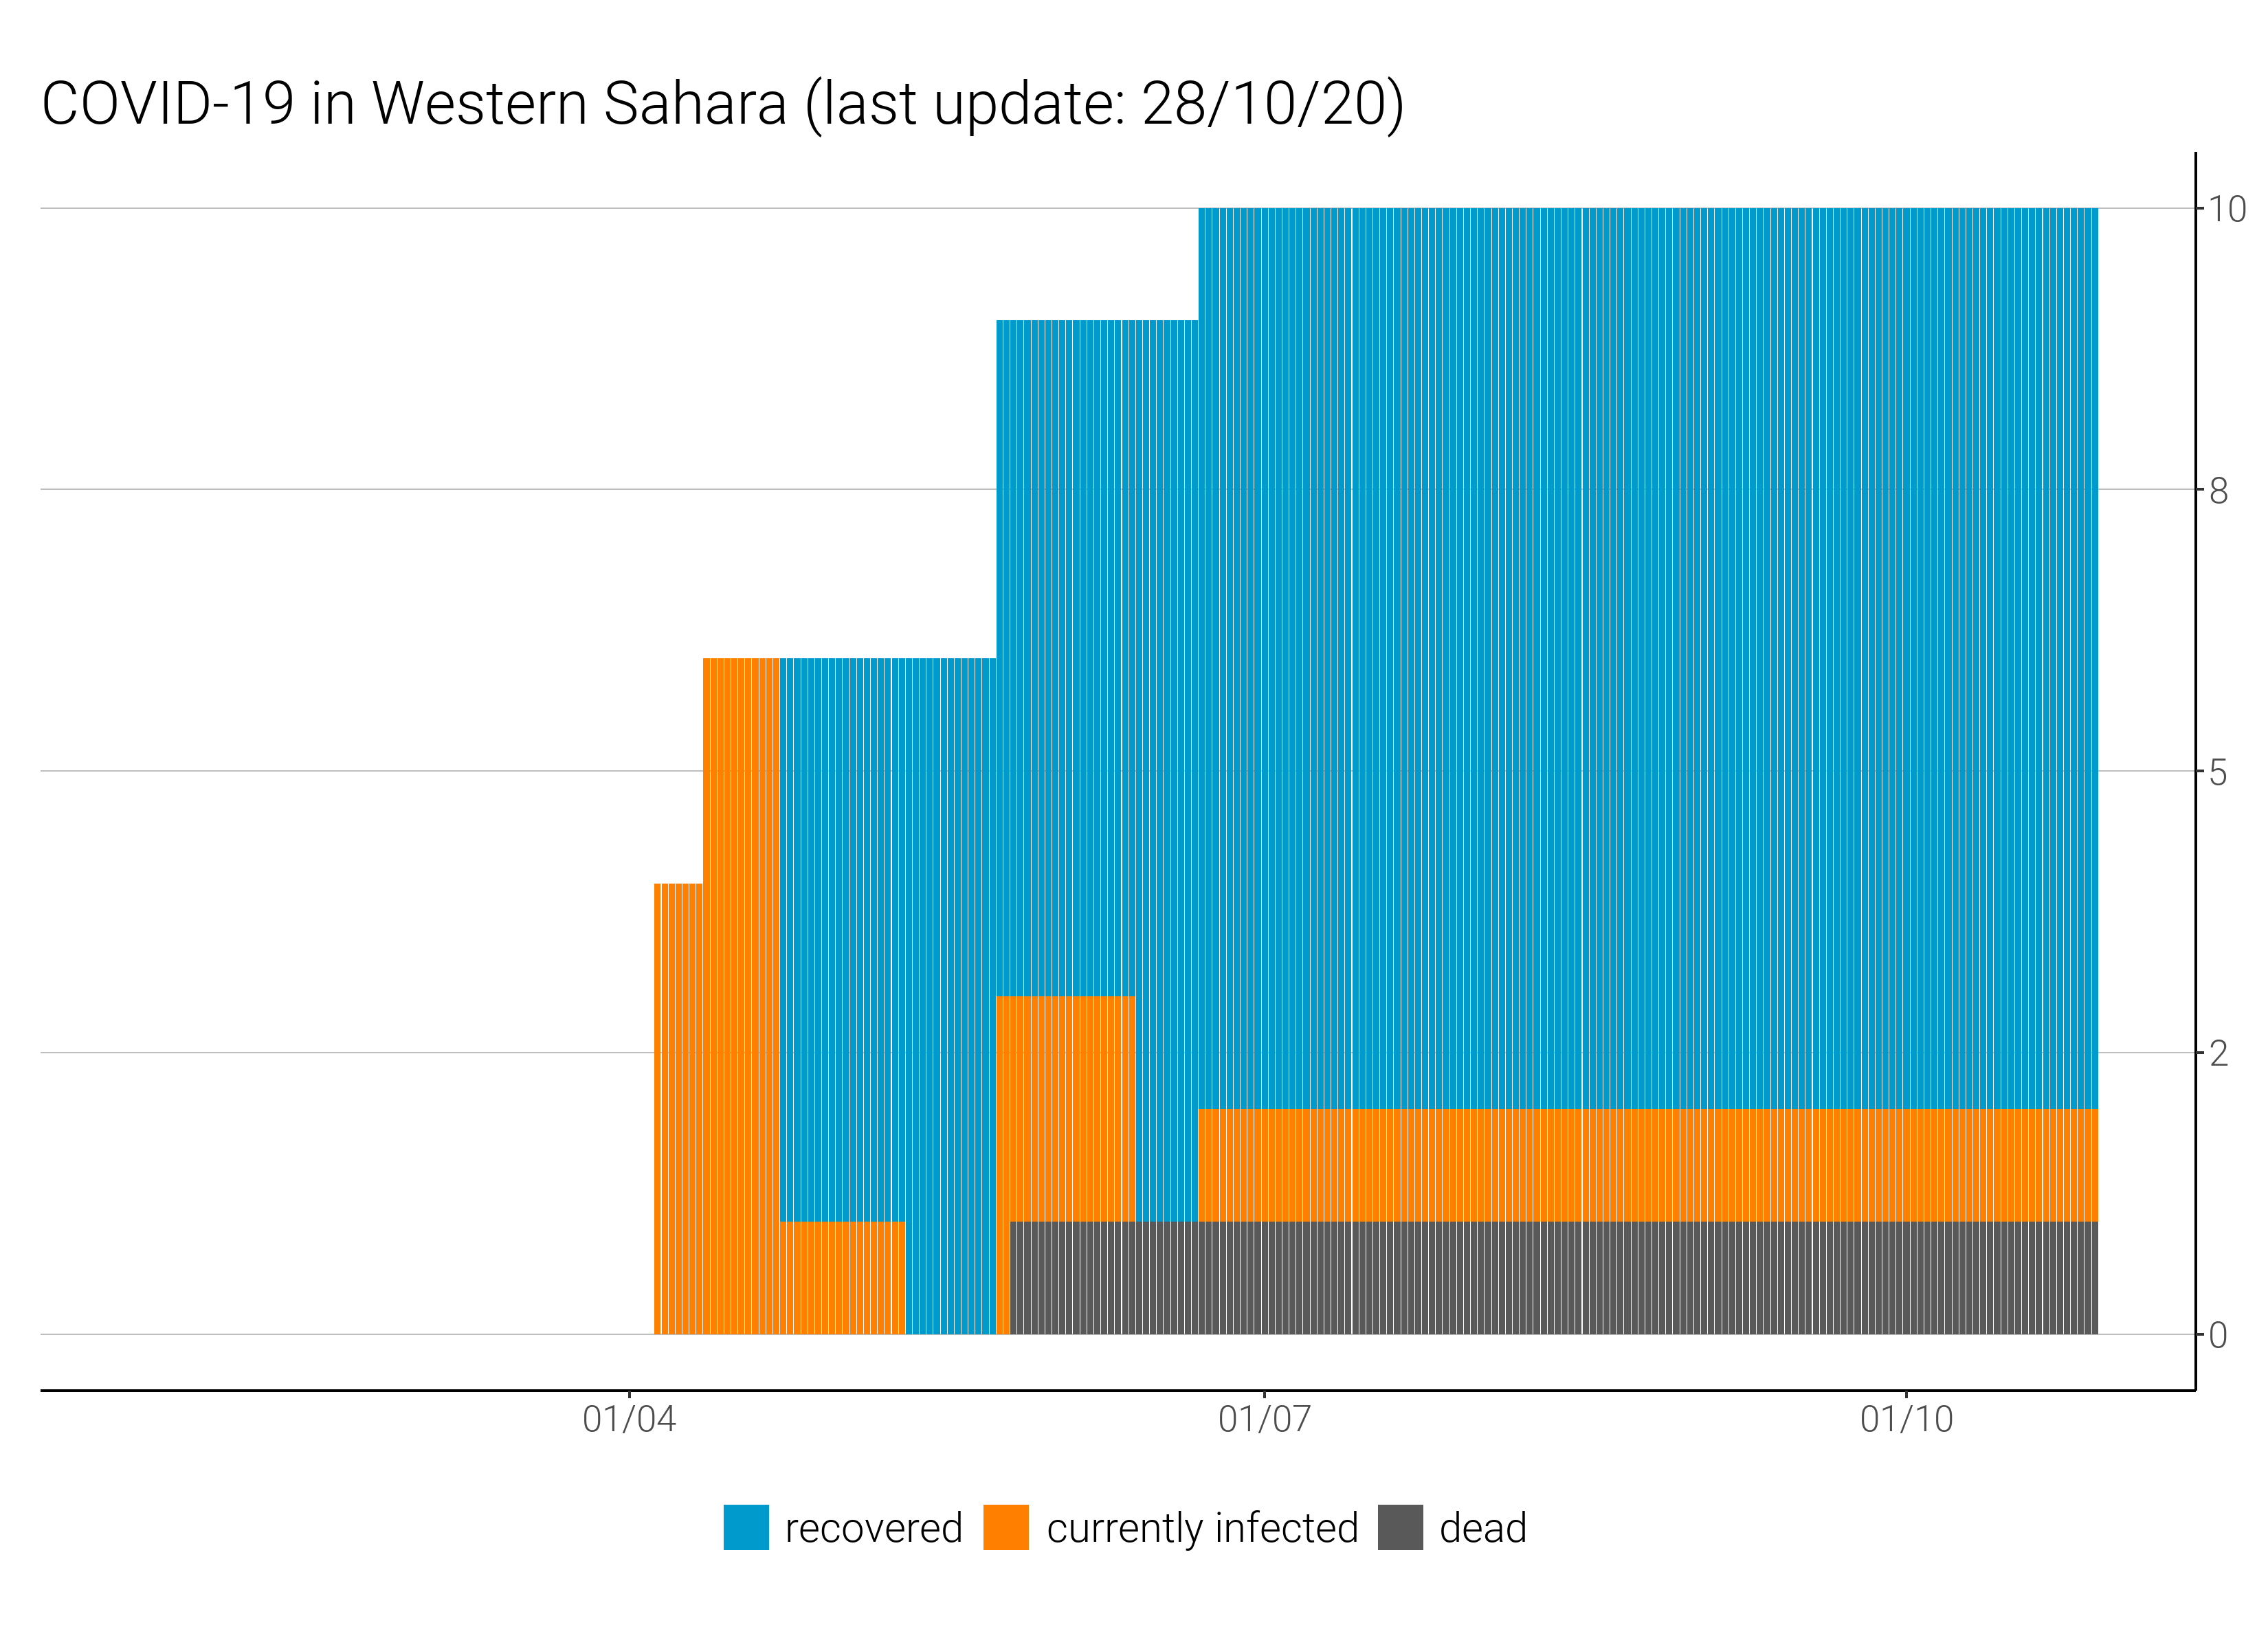 COVID-19 in Western Sahara (last update: 28/10/20)
10
8
5
2
0
01/04 01/07 01/10
recovered currently infected dead